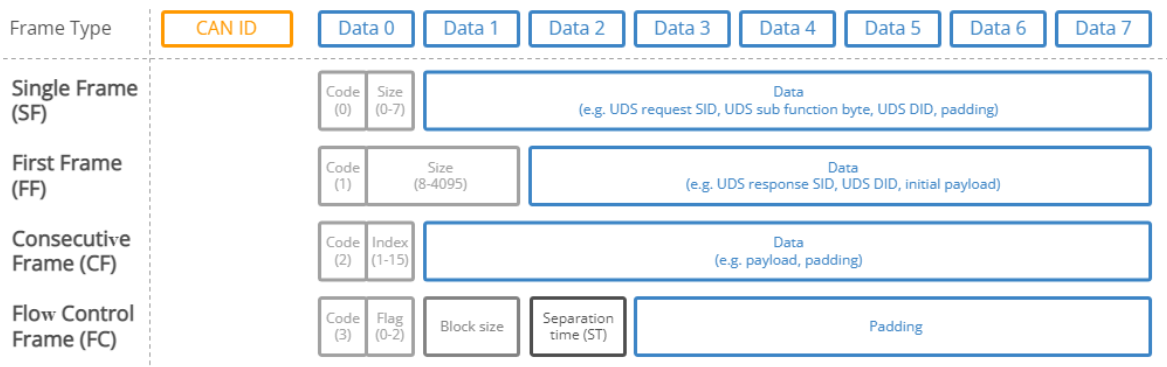 Frame Type CAN ID Data 0 Data 1 Data 2 Data 3 Data 4 Data 5 Data 6 Data 7
Single Frame
(SF)
Code
(0)
Size
(0-7)
Data
(e.g. UDS request SID, UDS sub function byte, UDS DID, padding)
First Frame
(FF)
Code
(1)
Size
(8-4095)
Data
(e.g. UDS response SID, UDS DID, initial payload)
Consecutive
Frame (CF)
Code
(2)
Index
(1-15)
Data
(e.g. payload, padding)
Flow Control
Frame (FC)
Code
(3)
Flag
(0-2)
Block size
Separation
time (ST)
Padding